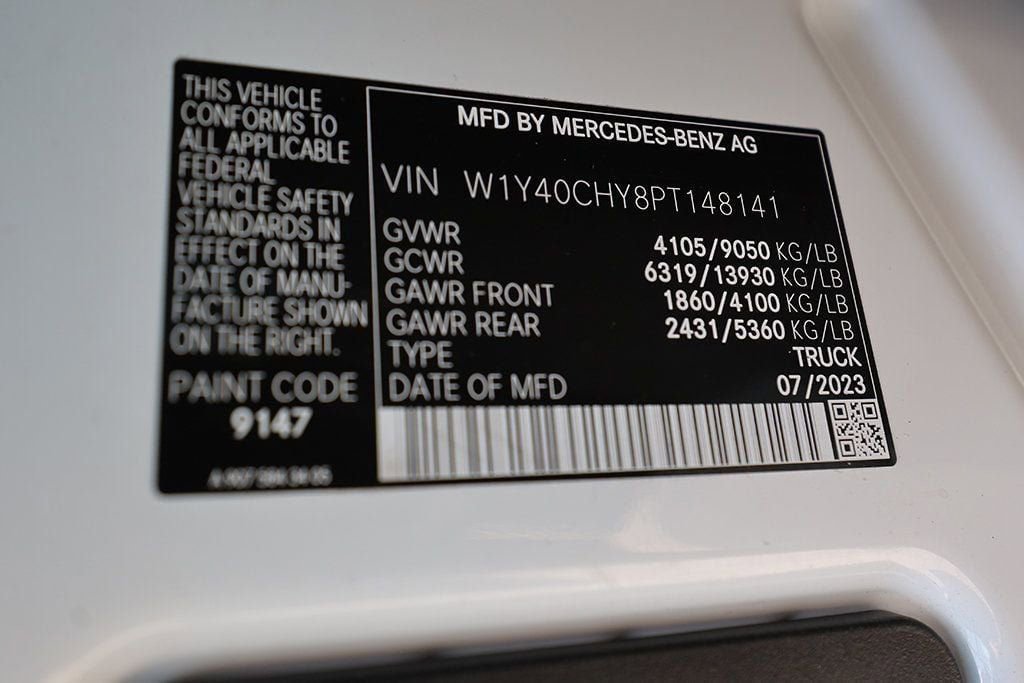 THIS VEHICLE
CONFORMS TO
ALL APPLICABLE
FEDERAL
VEHICLE SAFETY
STANDARDS IN
EFFECT ON THE
DATE OF MANU-
FACTURE SHOWN
ON THE RIGHT.
PAINT CODE
9147
MFD BY MERCEDES-BENZ AG
VIN W1Y40CHY8PT148141
GVWR 4105/9050 KG/LB
GCWR 6319/13930 KG/LB
GAWR FRONT 1860/4100 KG/LB
GAWR REAR 2431/5360 KG/LB
TYPE TRUCK
DATE OF MFD 07/2023